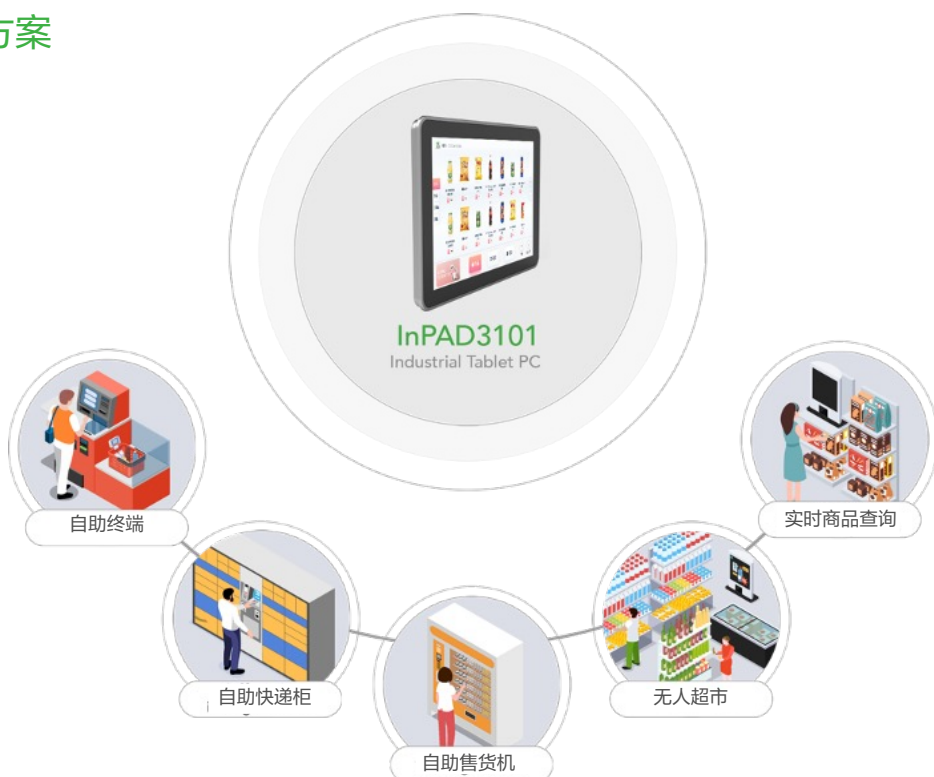 方案
InPAD3101
Industrial Tablet PC
自助终端
实时商品查询
自助快递柜
无人超市
自助售货机